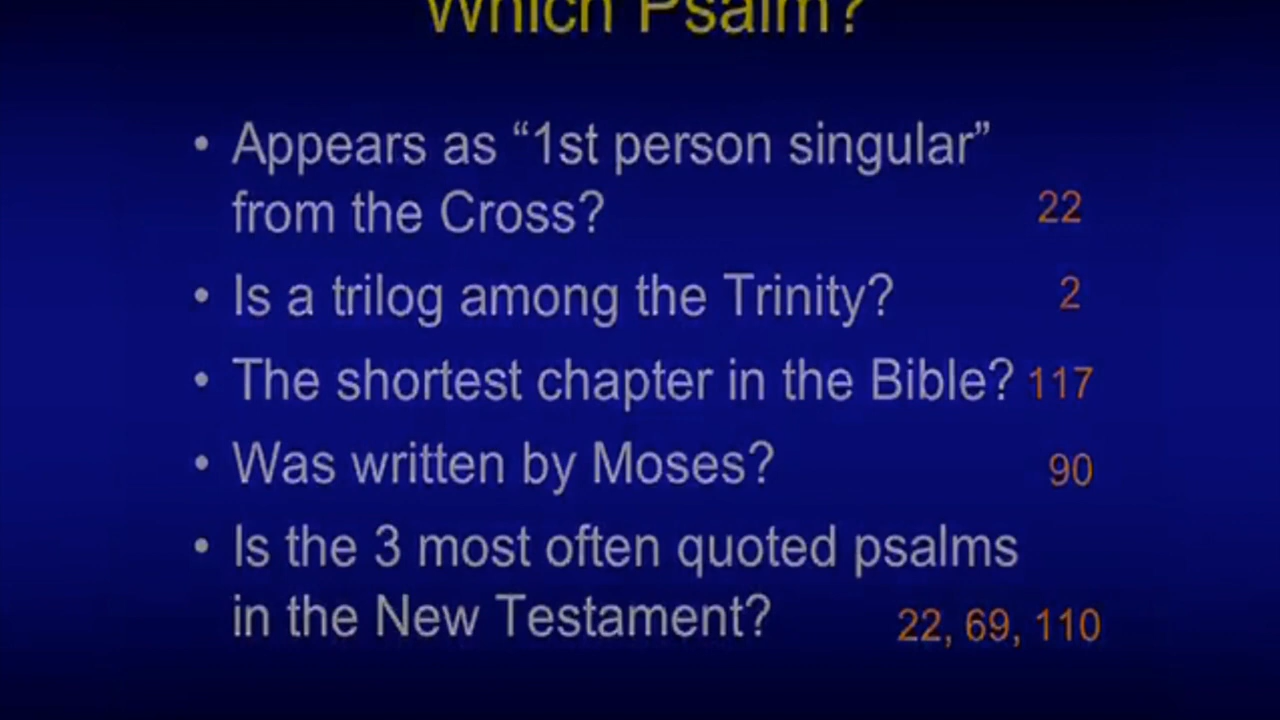 Which Psalm?
• Appears as “1st person singular”
from the Cross? 22
• Is a trilog among the Trinity? 2
• The shortest chapter in the Bible? 117
• Was written by Moses? 90
• Is the 3 most often quoted psalms
in the New Testament? 22, 69, 110